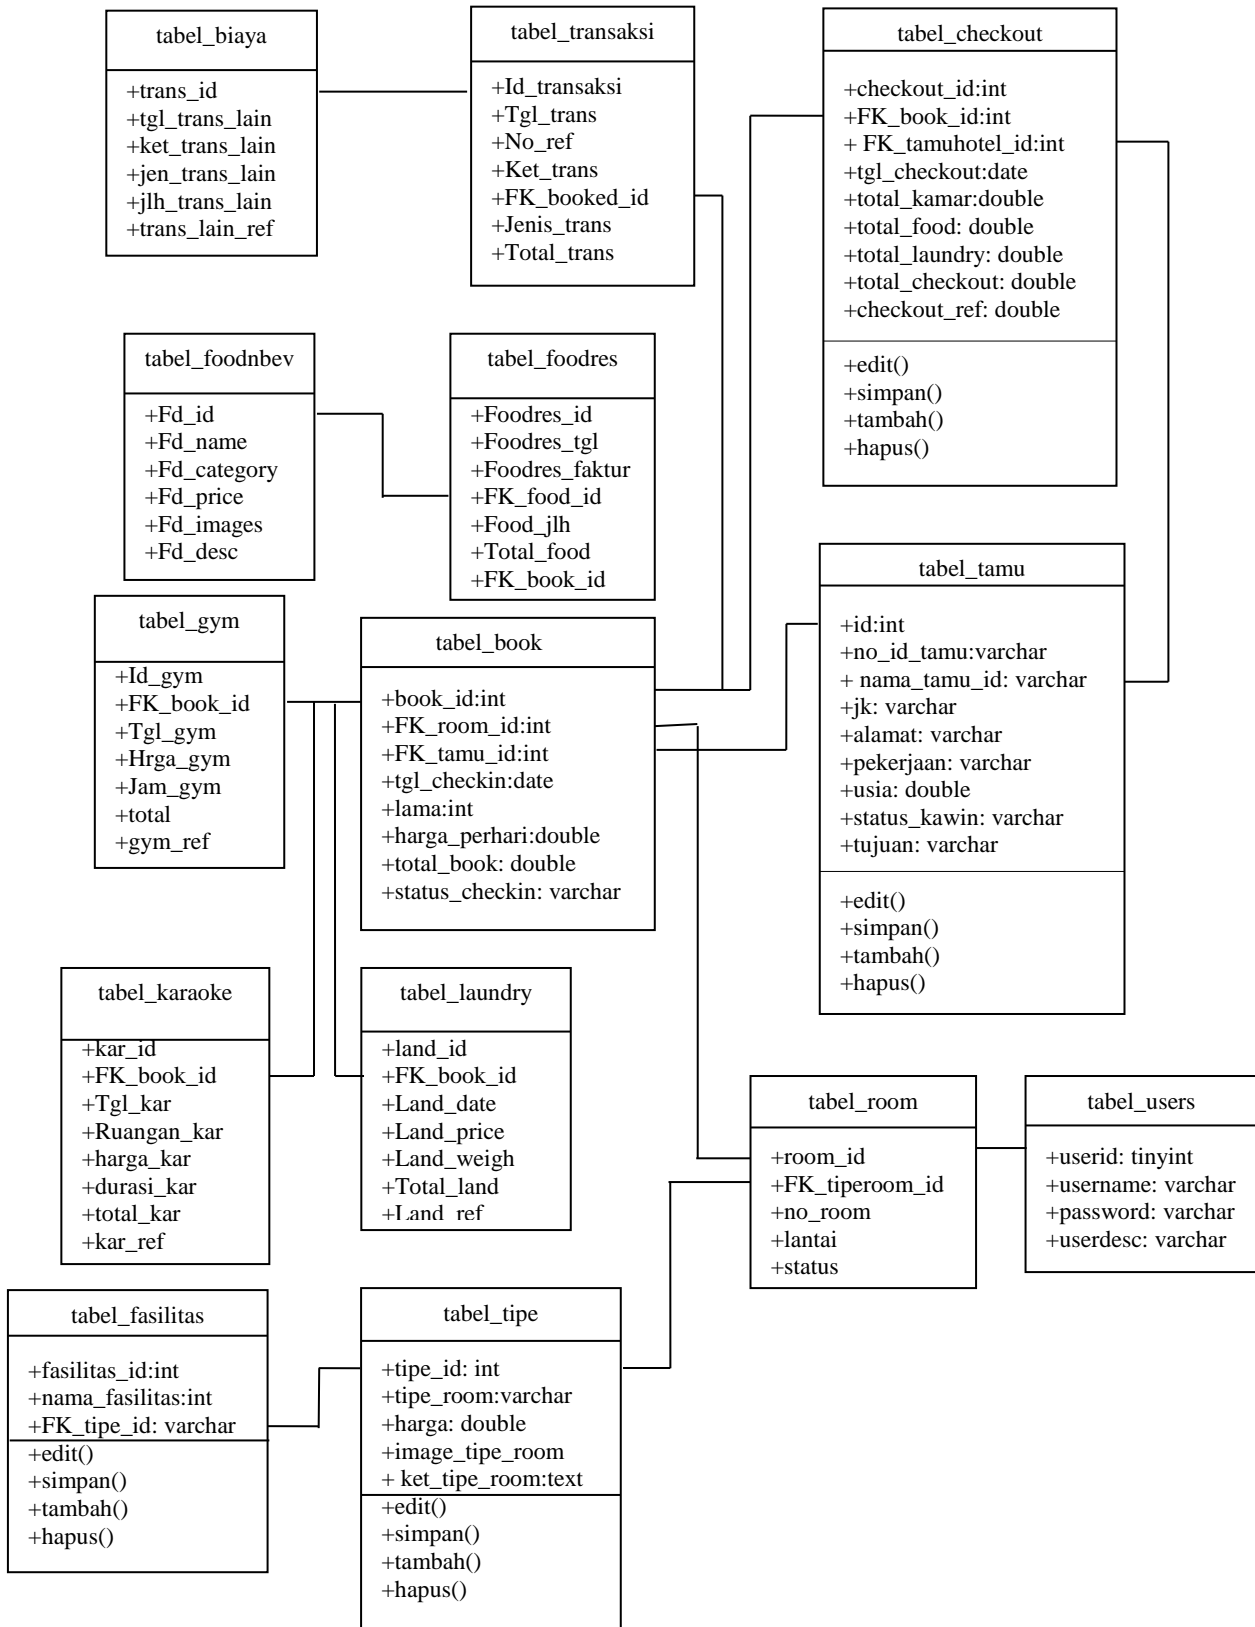 tabel_biaya
+trans_id
+tgl_trans_lain
+ket_trans_lain
+jen_trans_lain
+jlh_trans_lain
+trans_lain_ref
tabel_transaksi
+Id_transaksi
+Tgl_trans
+No_ref
+Ket_trans
+FK_booked_id
+Jenis_trans
+Total_trans
tabel_checkout
+checkout_id:int
+FK_book_id:int
+ FK_tamuhotel_id:int
+tgl_checkout:date
+total_kamar:double
+total_food: double
+total_laundry: double
+total_checkout: double
+checkout_ref: double
+edit()
+simpan()
+tambah()
+hapus()
tabel_foodnbev
+Fd_id
+Fd_name
+Fd_category
+Fd_price
+Fd_images
+Fd_desc
tabel_foodres
+Foodres_id
+Foodres_tgl
+Foodres_faktur
+FK_food_id
+Food_jlh
+Total_food
+FK_book_id
tabel_tamu
+id:int
+no_id_tamu:varchar
+ nama_tamu_id: varchar
+jk: varchar
+alamat: varchar
+pekerjaan: varchar
+usia: double
+status_kawin: varchar
+tujuan: varchar
+edit()
+simpan()
+tambah()
+hapus()
tabel_gym
+Id_gym
+FK_book_id
+Tgl_gym
+Hrga_gym
+Jam_gym
+total
+gym_ref
tabel_book
+book_id:int
+FK_room_id:int
+FK_tamu_id:int
+tgl_checkin:date
+lama:int
+harga_perhari:double
+total_book: double
+status_checkin: varchar
tabel_karaoke
+kar_id
+FK_book_id
+Tgl_kar
+Ruangan_kar
+harga_kar
+durasi_kar
+total_kar
+kar_ref
tabel_laundry
+land_id
+FK_book_id
+Land_date
+Land_price
+Land_weigh
+Total_land
+Land_ref
tabel_room
+room_id
+FK_tiperoom_id
+no_room
+lantai
+status
tabel_users
+userid: tinyint
+username: varchar
+password: varchar
+userdesc: varchar
tabel_fasilitas
+fasilitas_id:int
+nama_fasilitas:int
+FK_tipe_id: varchar
+edit()
+simpan()
+tambah()
+hapus()
tabel_tipe
+tipe_id: int
+tipe_room:varchar
+harga: double
+image_tipe_room
+ ket_tipe_room:text
+edit()
+simpan()
+tambah()
+hapus()